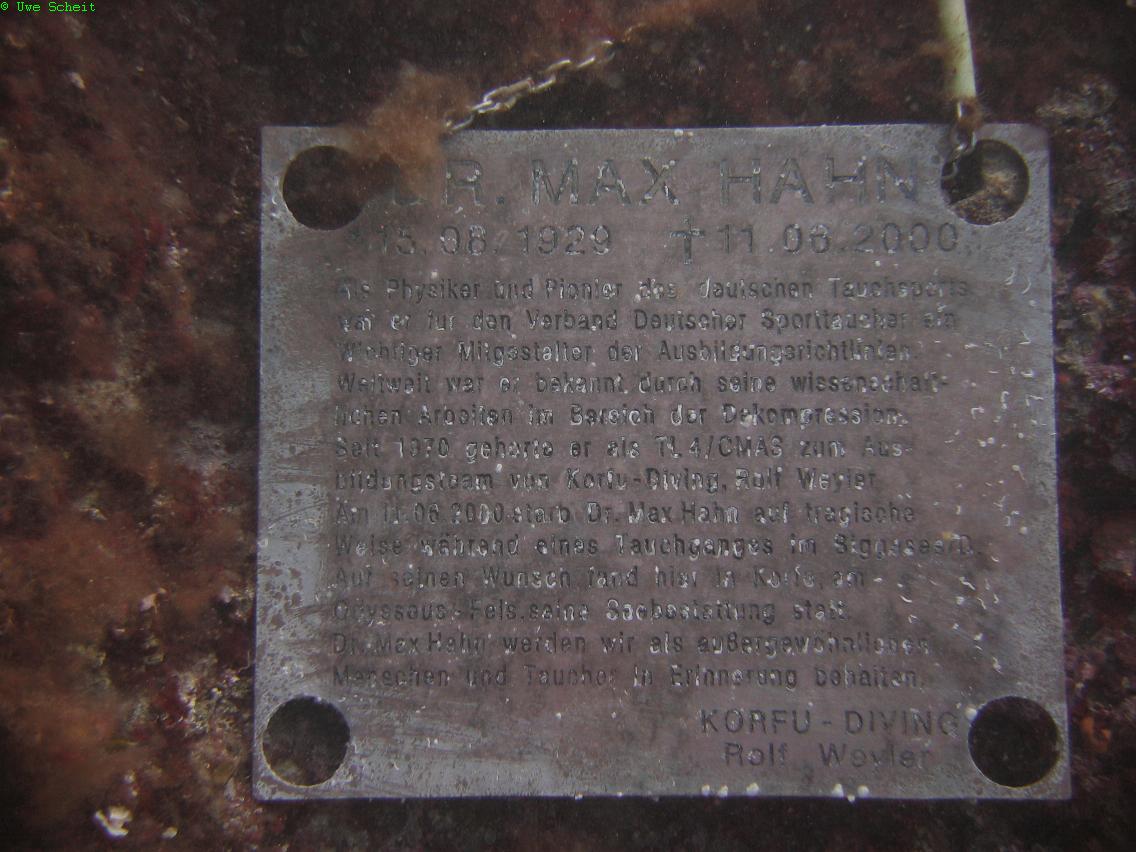 © Uwe Scheit
DR. MAX HAHN
*15.08.1929 †11.06.2000
Als Physiker und Pionier des deutschen Tauchsports
war er für den Verband Deutscher Sporttaucher ein
Wichtiger Mitgestalter der Ausbildungsrichtlinien.
Weltweit war er bekannt durch seine wissenschaft-
lichen Arbeiten im Bereich der Dekompression.
Seit 1970 gehörte er als TL4/CMAS zum Aus-
bildungsteam von Korfu-Diving, Rolf Weyler.
Am 11.06.2000 starb Dr. Max Hahn auf tragische
Weise während eines Tauchganges im
Auf seinen Wunsch fand hier in Korfu, am
Odysseus-Fels, seine Seebestattung statt.
Dr. Max Hahn werden wir als außergewöhnlichen
Menschen und Taucher in Erinnerung behalten.
KORFU - DIVING
Rolf Weyler